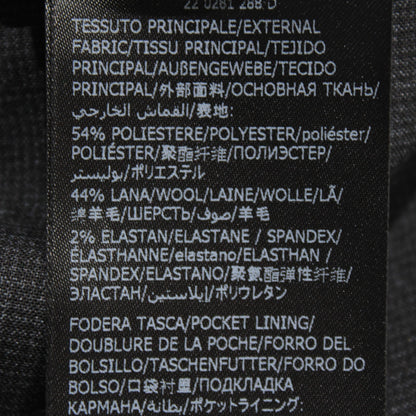 22 0281 288 D
TESSUTO PRINCIPALE/EXTERNAL
FABRIC/TISSU PRINCIPAL/TEJIDO
PRINCIPAL/AUßENGEWEBE/TECIDO
PRINCIPAL/外部面料/ОСНОВНАЯ ТКАНЬ/
القماش الخارجي/表地:
54% POLIESTERE/POLYESTER/poliéster/
POLIÉSTER/聚酯纤维/ПОЛИЭСТЕР/
بوليستر/ポリエステル
44% LANA/WOOL/LAINE/WOLLE/LÃ/
绵羊毛/ШЕРСТЬ/صوف/羊毛
2% ELASTAN/ELASTANE / SPANDEX/
ÉLASTHANNE/elastano/ELASTHAN /
SPANDEX/ELASTANO/聚氨酯弹性纤维/
ЭЛАСТАН/إيلاستين/ポリウレタン
FODERA TASCA/POCKET LINING/
DOUBLURE DE LA POCHE/FORRO DEL
BOLSILLO/TASCHENFUTTER/FORRO DO
BOLSO/口袋衬里/ПОДКЛАДКА
КАРМАНА/بطانة/ポケットライニング: